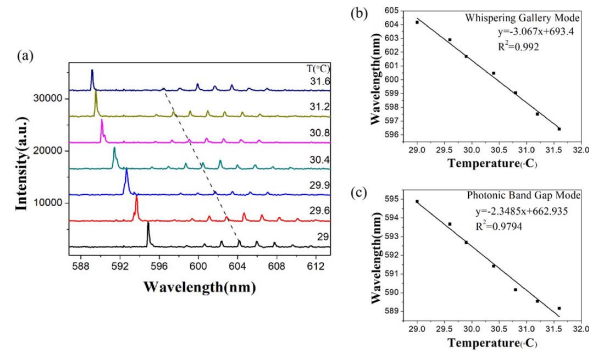 (a)
Intensity(a.u.)
30000
20000
10000
T(°C)
31.6
31.2
30.8
30.4
29.9
29.6
29
588 592 596 600 604 608 612
Wavelength(nm)
(b)
Wavelength(nm)
605
604
603
602
601
600
599
598
597
596
Whispering Gallery Mode
y=-3.067x+693.4
R²=0.992
29.0 29.5 30.0 30.5 31.0 31.5 32.0
Temperature(°C)
(c)
Wavelength(nm)
595
594
593
592
591
590
589
Photonic Band Gap Mode
y=-2.3485x+662.935
R²=0.9794
29.0 29.5 30.0 30.5 31.0 31.5 32.0
Temperature(°C)